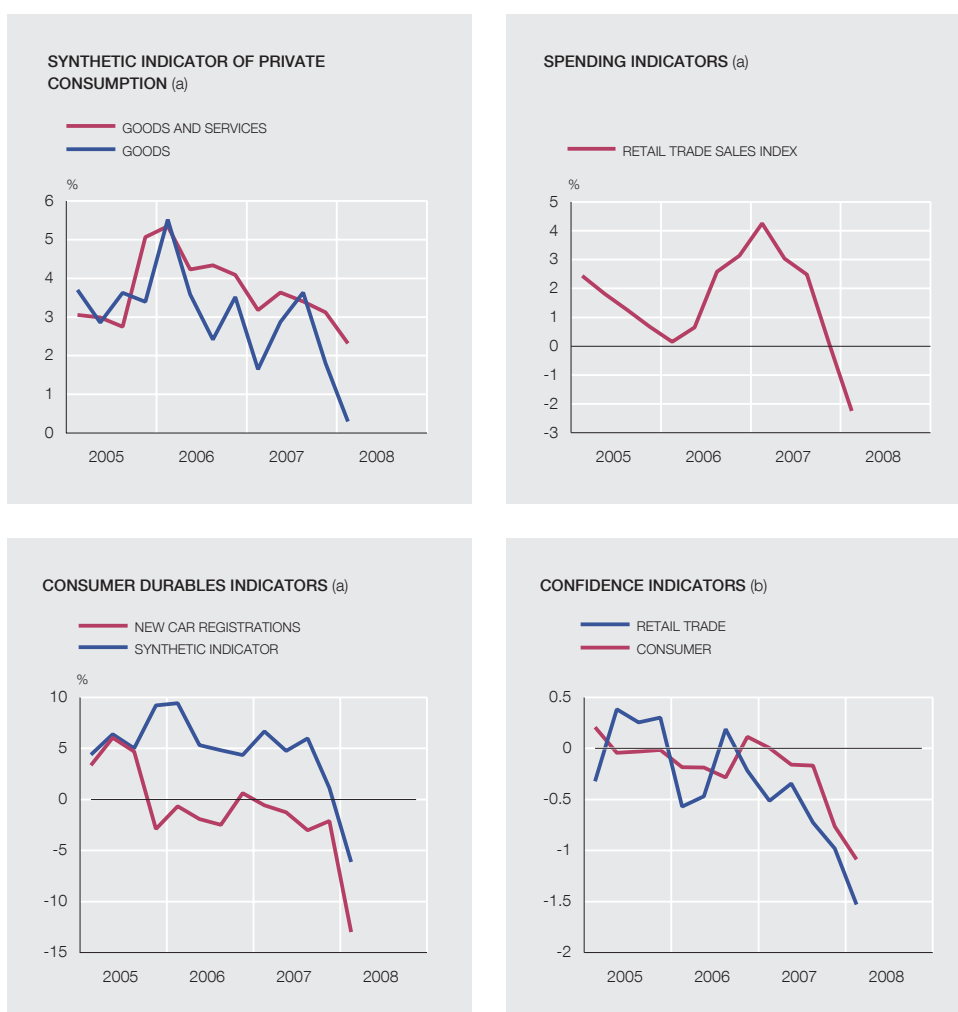 SYNTHETIC INDICATOR OF PRIVATE
CONSUMPTION (a)
GOODS AND SERVICES
GOODS
%
6
5
4
3
2
1
0
2005 2006 2007 2008
SPENDING INDICATORS (a)
RETAIL TRADE SALES INDEX
%
5
4
3
2
1
0
-1
-2
-3
2005 2006 2007 2008
CONSUMER DURABLES INDICATORS (a)
NEW CAR REGISTRATIONS
SYNTHETIC INDICATOR
%
10
5
0
-5
-10
-15
2005 2006 2007 2008
CONFIDENCE INDICATORS (b)
RETAIL TRADE
CONSUMER
0.5
0
-0.5
-1
-1.5
-2
2005 2006 2007 2008